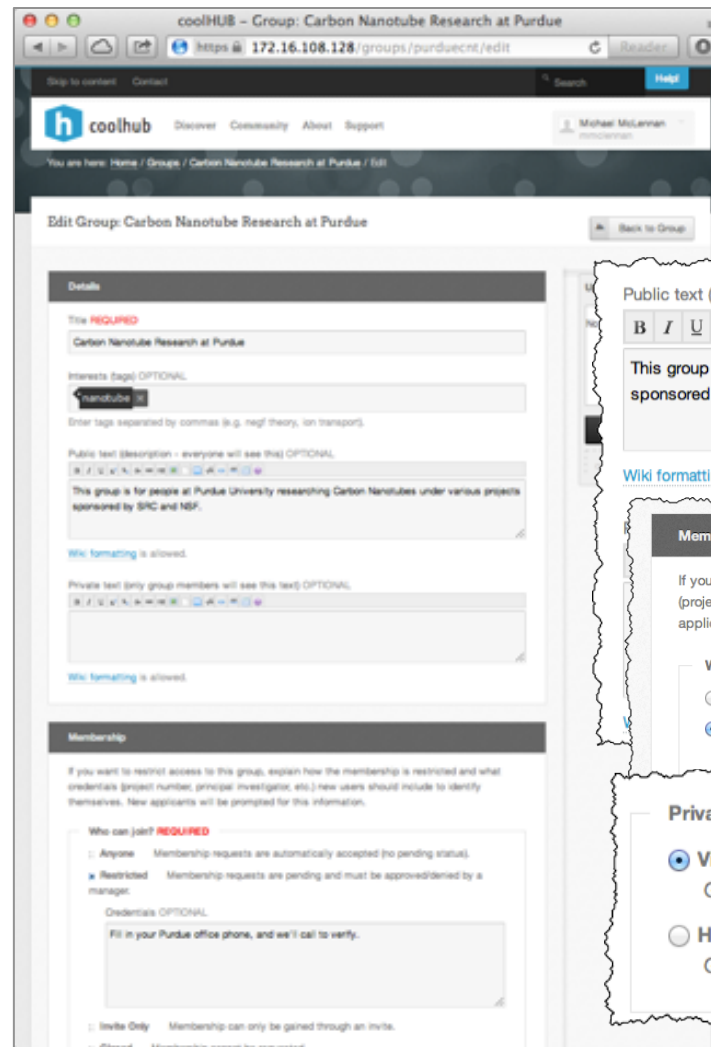 coolHUB – Group: Carbon Nanotube Research at Purdue
https 172.16.108.128/groups/purduecnt/edit
Reader
Skip to content Contact
Search
Help!
h coolhub Discover Community About Support
Michael McLennan
mmclennan
You are here: Home / Groups / Carbon Nanotube Research at Purdue / Edit
Edit Group: Carbon Nanotube Research at Purdue
Back to Group
Details
Title REQUIRED
Carbon Nanotube Research at Purdue
Interests (tags) OPTIONAL
nanotube
Enter tags separated by commas (e.g. negf theory, ion transport).
Public text (description - everyone will see this) OPTIONAL
This group is for people at Purdue University researching Carbon Nanotubes under various projects
sponsored by SRC and NSF.
Wiki formatting is allowed.
Private text (only group members will see this text) OPTIONAL
Wiki formatting is allowed.
Membership
If you want to restrict access to this group, explain how the membership is restricted and what
credentials (project number, principal investigator, etc.) new users should include to identify
themselves. New applicants will be prompted for this information.
Who can join? REQUIRED
Anyone Membership requests are automatically accepted (no pending status).
Restricted Membership requests are pending and must be approved/denied by a
manager.
Credentials OPTIONAL
Fill in your Purdue office phone, and we'll call to verify.
Invite Only Membership can only be gained through an invite.
Public text (
B I U
This group
sponsored
Wiki formatti
Mem
If you
(proje
appli
Priva